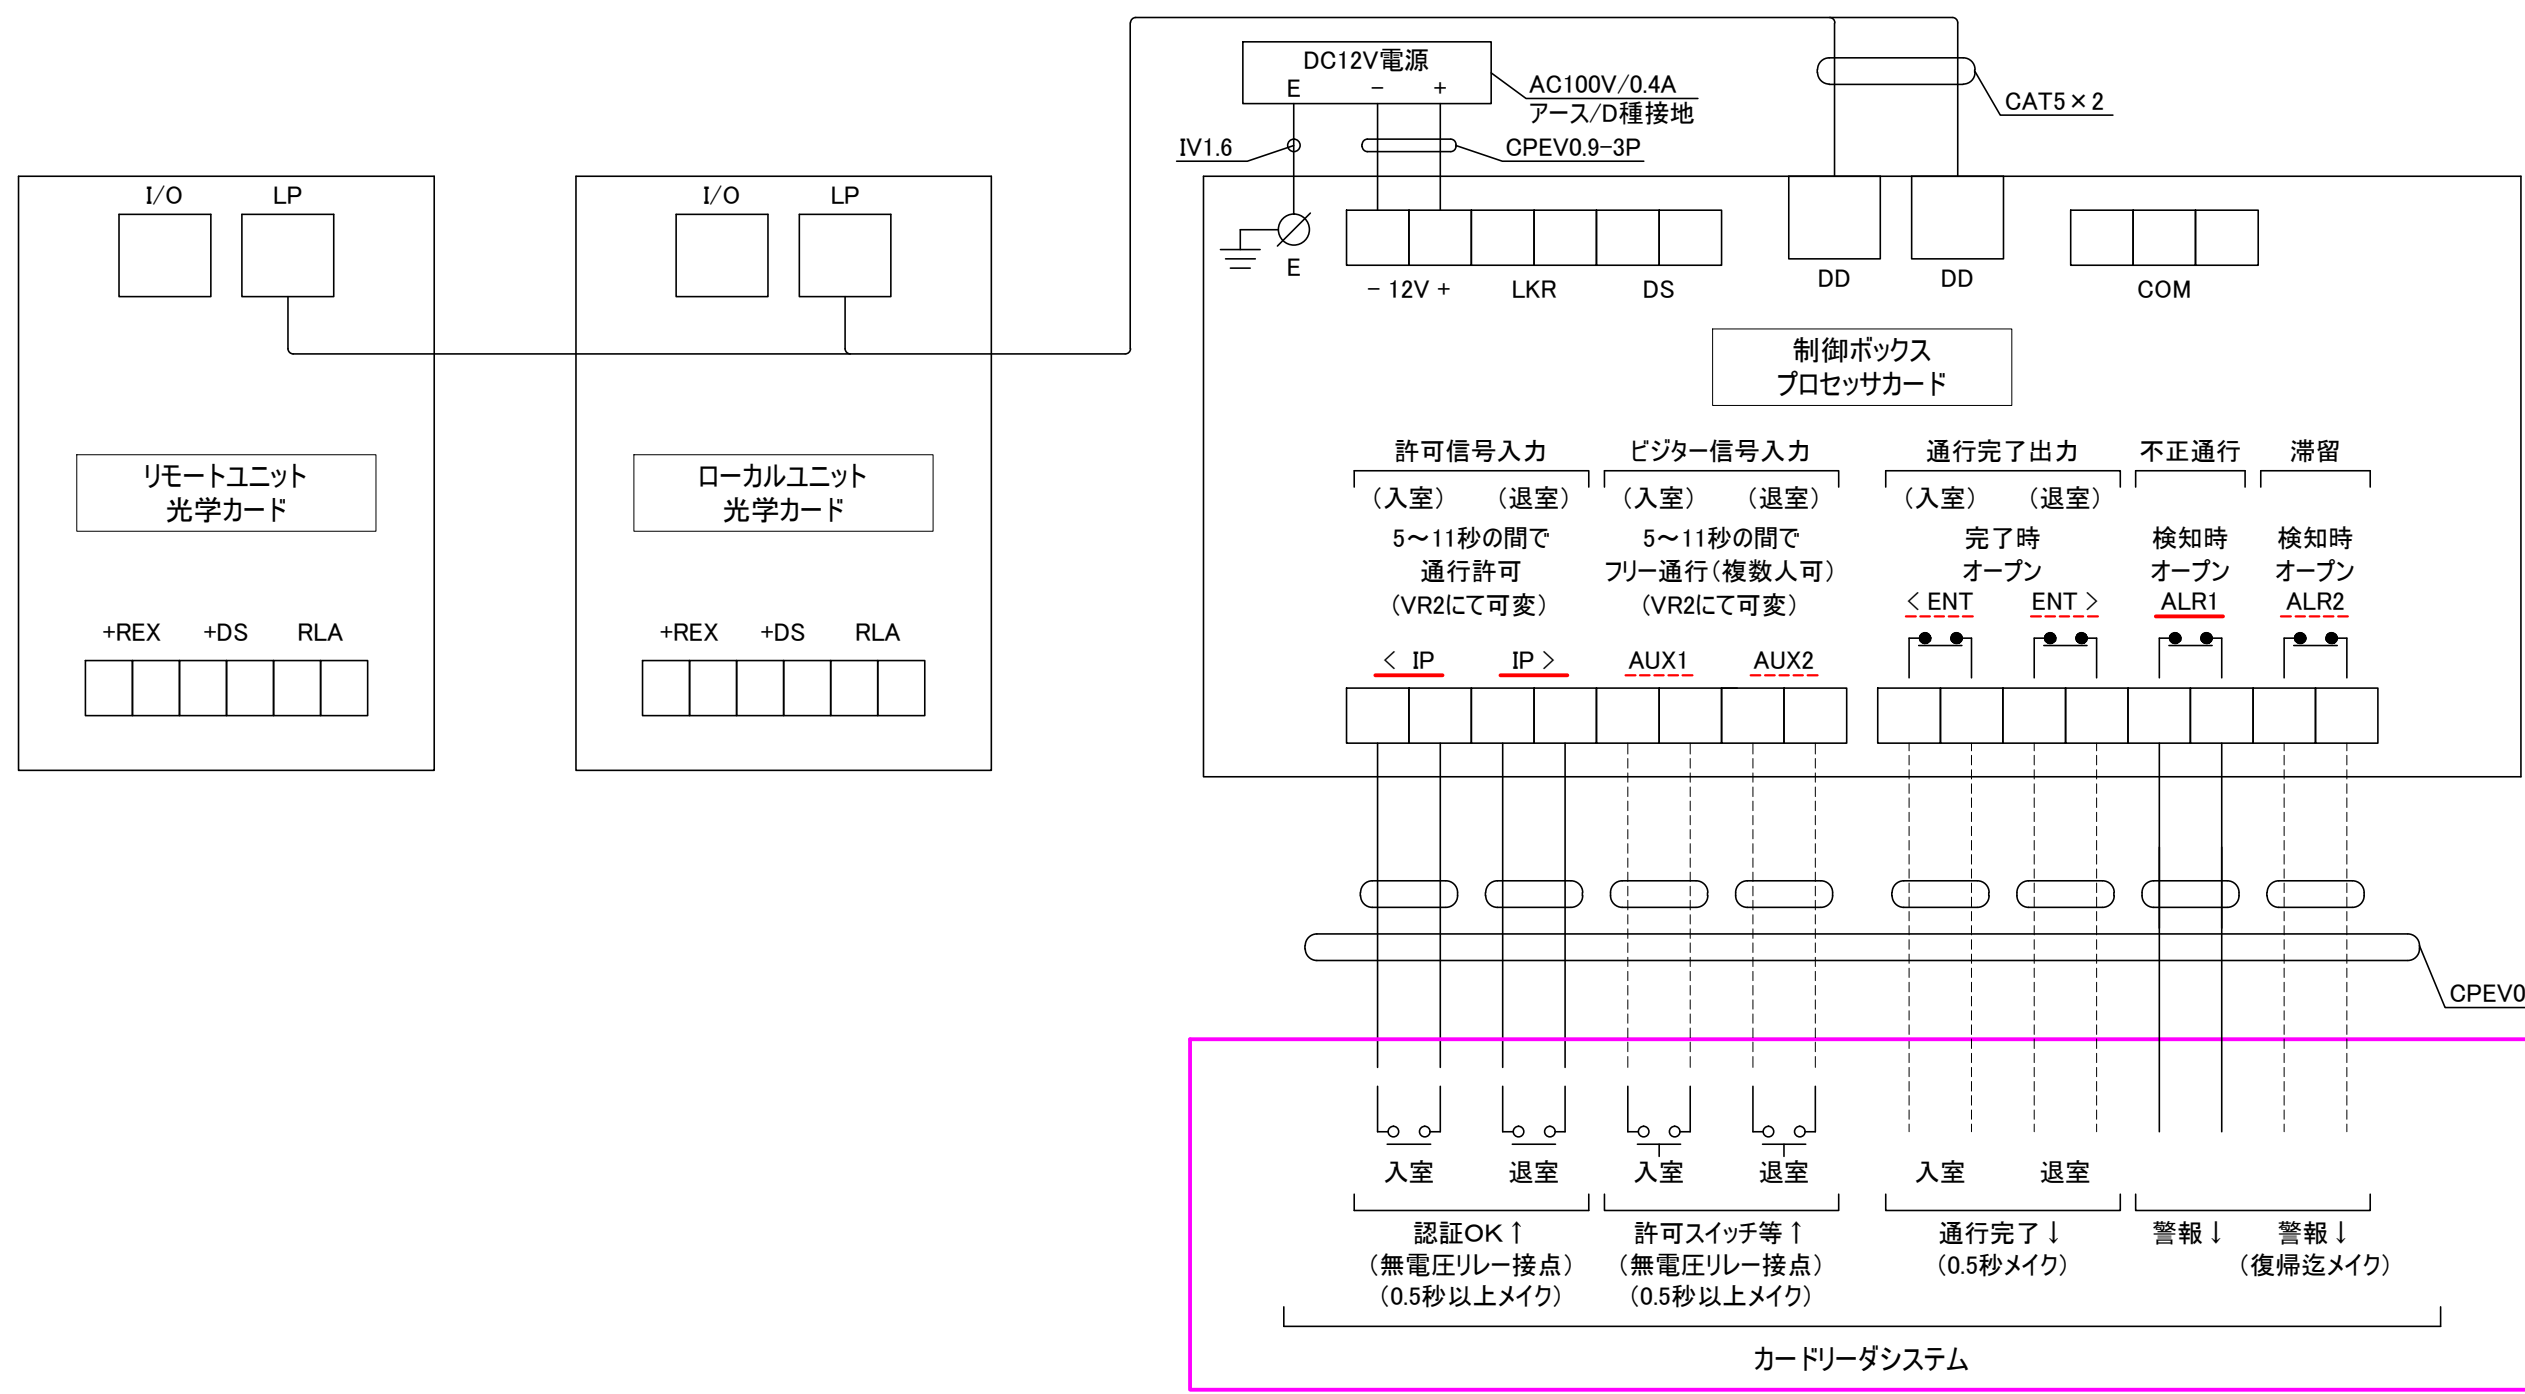 DC12V電源
E － ＋
AC100V/0.4A
アース/D種接地
CAT5×2
IV1.6
CPEV0.9-3P
I/O LP
I/O LP
E
－ 12V ＋ LKR DS
DD DD
COM
制御ボックス
プロセッサカード
リモートユニット
光学カード
ローカルユニット
光学カード
+REX +DS RLA
+REX +DS RLA
許可信号入力 ビジター信号入力 通行完了出力 不正通行 滞留
（入室） （退室） （入室） （退室） （入室） （退室）
5～11秒の間で 5～11秒の間で 完了時 検知時 検知時
通行許可 フリー通行（複数人可） オープン オープン オープン
（VR2にて可変） （VR2にて可変） ＜ENT ENT＞ ALR1 ALR2
＜ IP IP ＞ AUX1 AUX2
CPEV0
入室 退室 入室 退室 入室 退室
認証OK↑ 許可スイッチ等↑ 通行完了↓ 警報↓ 警報↓
（無電圧リレー接点） （無電圧リレー接点） （0.5秒メイク） （復帰迄メイク）
（0.5秒以上メイク） （0.5秒以上メイク）
カードリーダシステム